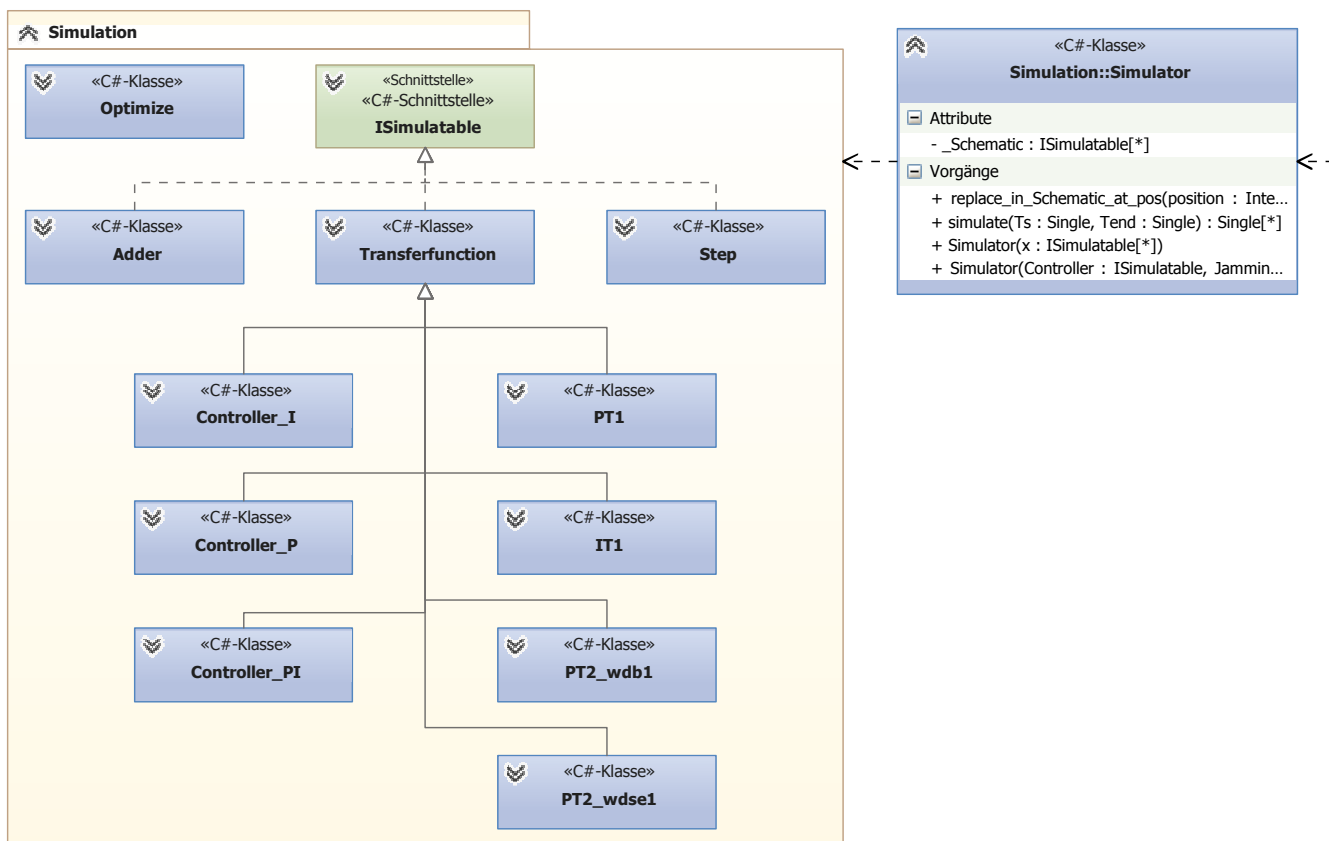 Simulation
«C#-Klasse»
Optimize
«Schnittstelle»
«C#-Schnittstelle»
ISimulatable
«C#-Klasse»
Adder
«C#-Klasse»
Transferfunction
«C#-Klasse»
Step
«C#-Klasse»
Controller_I
«C#-Klasse»
PT1
«C#-Klasse»
Controller_P
«C#-Klasse»
IT1
«C#-Klasse»
Controller_PI
«C#-Klasse»
PT2_wdb1
«C#-Klasse»
PT2_wdse1
«C#-Klasse»
Simulation::Simulator
Attribute
- _Schematic : ISimulatable[*]
Vorgänge
+ replace_in_Schematic_at_pos(position : Inte...
+ simulate(Ts : Single, Tend : Single) : Single[*]
+ Simulator(x : ISimulatable[*])
+ Simulator(Controller : ISimulatable, Jammin...